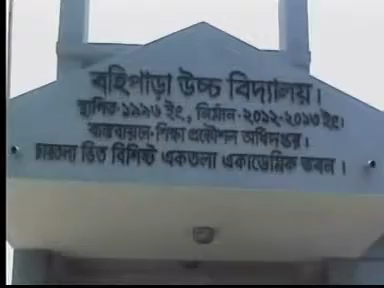 বহিপাড়া উচ্চ বিদ্যালয়।
স্থাপিত-১৯৯৬ ইং, নির্মান-২০১২-২০১৩ ইং।
বাস্তবায়নে-শিক্ষা প্রকৌশল অধিদপ্তর।
চারতলা ভিত বিশিষ্ট একতলা একাডেমিক ভবন।